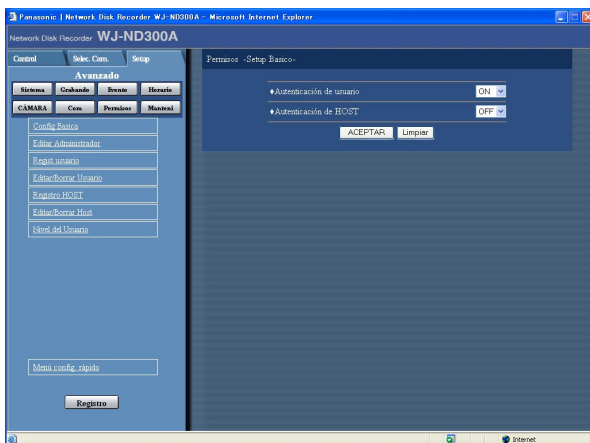 Panasonic | Network Disk Recorder WJ-ND300A - Microsoft Internet Explorer
Network Disk Recorder WJ-ND300A
Control Selec. Cam. Setup
Avanzado
Sistema Grabando Evento Horario
CÁMARA Com Permisos Manteni
Config Basica
Editar Administrador
Regist usuario
Editar/Borrar Usuario
Registro HOST
Editar/Borrar Host
Nivel del Usuario
Menú config. rápido
Registro
Permisos -Setup Basico-
♦Autenticación de usuario ON
♦Autenticación de HOST OFF
ACEPTAR Limpiar
Internet